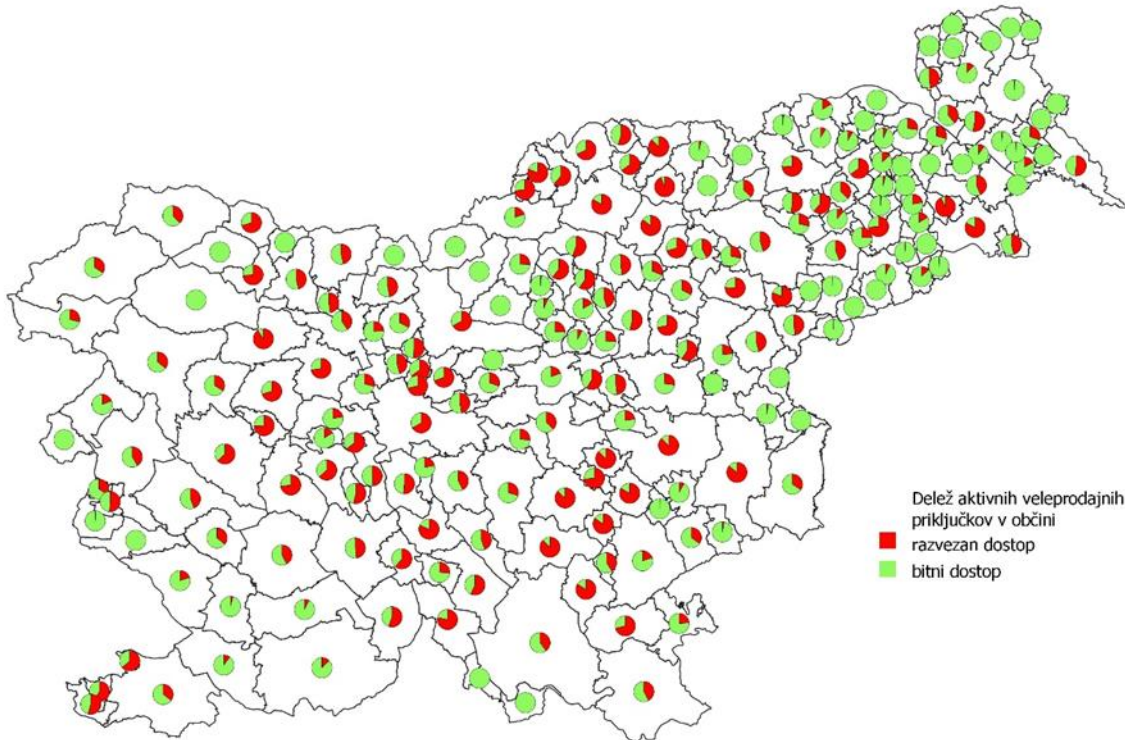 Delež aktivnih veleprodajnih
priključkov v občini
razvezan dostop
bitni dostop